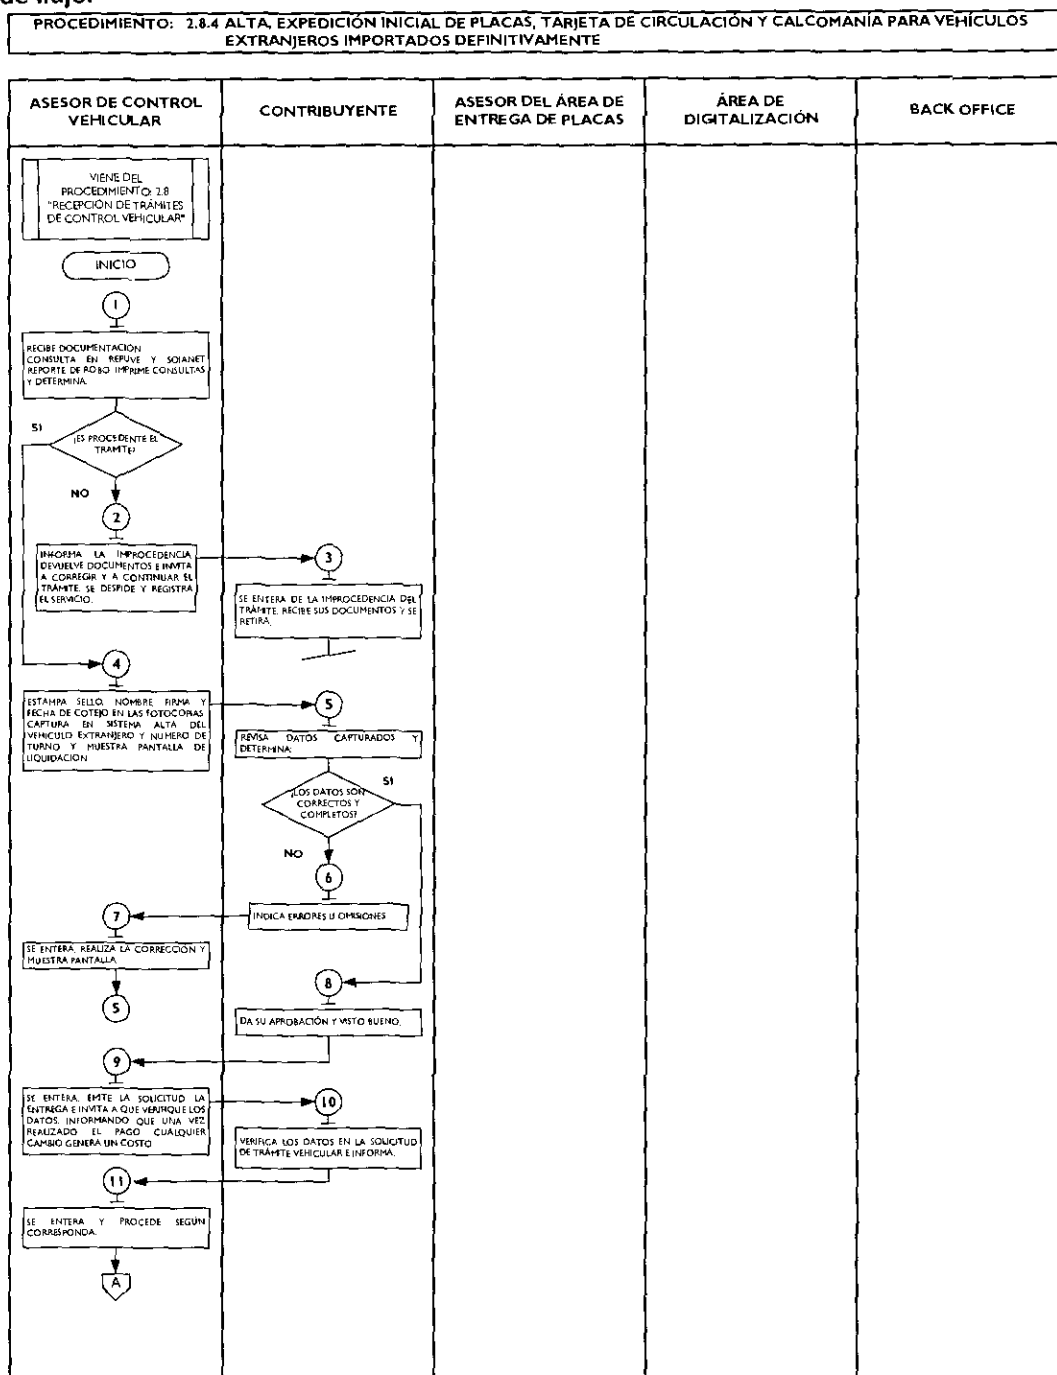 de flujo.
PROCEDIMIENTO: 2.8.4 ALTA, EXPEDICIÓN INICIAL DE PLACAS, TARJETA DE CIRCULACIÓN Y CALCOMANÍA PARA VEHÍCULOS
EXTRANJEROS IMPORTADOS DEFINITIVAMENTE
ASESOR DE CONTROL
VEHICULAR
CONTRIBUYENTE
ASESOR DEL ÁREA DE
ENTREGA DE PLACAS
ÁREA DE
DIGITALIZACIÓN
BACK OFFICE
VIENE DEL
PROCEDIMIENTO: 2.8
"RECEPCIÓN DE TRÁMITES
DE CONTROL VEHICULAR"
INICIO
1
RECIBE DOCUMENTACIÓN
CONSULTA EN REPUVE Y SOIANET
REPORTE DE ROBO. IMPRIME CONSULTAS
Y DETERMINA.
SI
¿ES PROCEDENTE EL
TRÁMITE?
NO
2
INFORMA LA IMPROCEDENCIA,
DEVUELVE DOCUMENTOS E INVITA
A CORREGIR Y A CONTINUAR EL
TRÁMITE. SE DESPIDE Y REGISTRA
EL SERVICIO.
3
SE ENTERA DE LA IMPROCEDENCIA DEL
TRÁMITE. RECIBE SUS DOCUMENTOS Y SE
RETIRA.
4
ESTAMPA SELLO, NOMBRE FIRMA Y
FECHA DE COTEJO EN LAS FOTOCOPIAS.
CAPTURA EN SISTEMA ALTA DEL
VEHICULO EXTRANJERO Y NUMERO DE
TURNO Y MUESTRA PANTALLA DE
LIQUIDACION
5
REVISA DATOS CAPTURADOS Y
DETERMINA:
¿LOS DATOS SON
CORRECTOS Y
COMPLETOS?
SI
NO
6
INDICA ERRORES U OMISIONES
7
SE ENTERA, REALIZA LA CORRECCIÓN Y
MUESTRA PANTALLA.
5
8
DA SU APROBACIÓN Y VISTO BUENO.
9
SE ENTERA, EMITE LA SOLICITUD LA
ENTREGA E INVITA A QUE VERIFIQUE LOS
DATOS, INFORMANDO QUE UNA VEZ
REALIZADO EL PAGO CUALQUIER
CAMBIO GENERA UN COSTO
10
VERIFICA LOS DATOS EN LA SOLICITUD
DE TRÁMITE VEHICULAR E INFORMA.
11
SE ENTERA Y PROCEDE SEGÚN
CORRESPONDA.
A